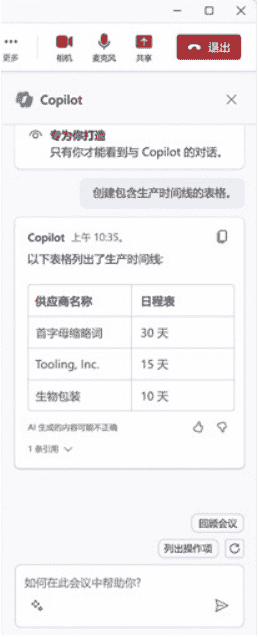 更多
相机
麦克风
共享
退出
Copilot
专为你打造
只有你才能看到与 Copilot 的对话。
创建包含生产时间线的表格。
Copilot 上午 10:35。
以下表格列出了生产时间线:
供应商名称 日程表
首字母缩略词 30 天
Tooling, Inc. 15 天
生物包装 10 天
AI 生成的内容可能不正确
1 条引用
回顾会议
列出操作项
如何在此会议中帮助你?